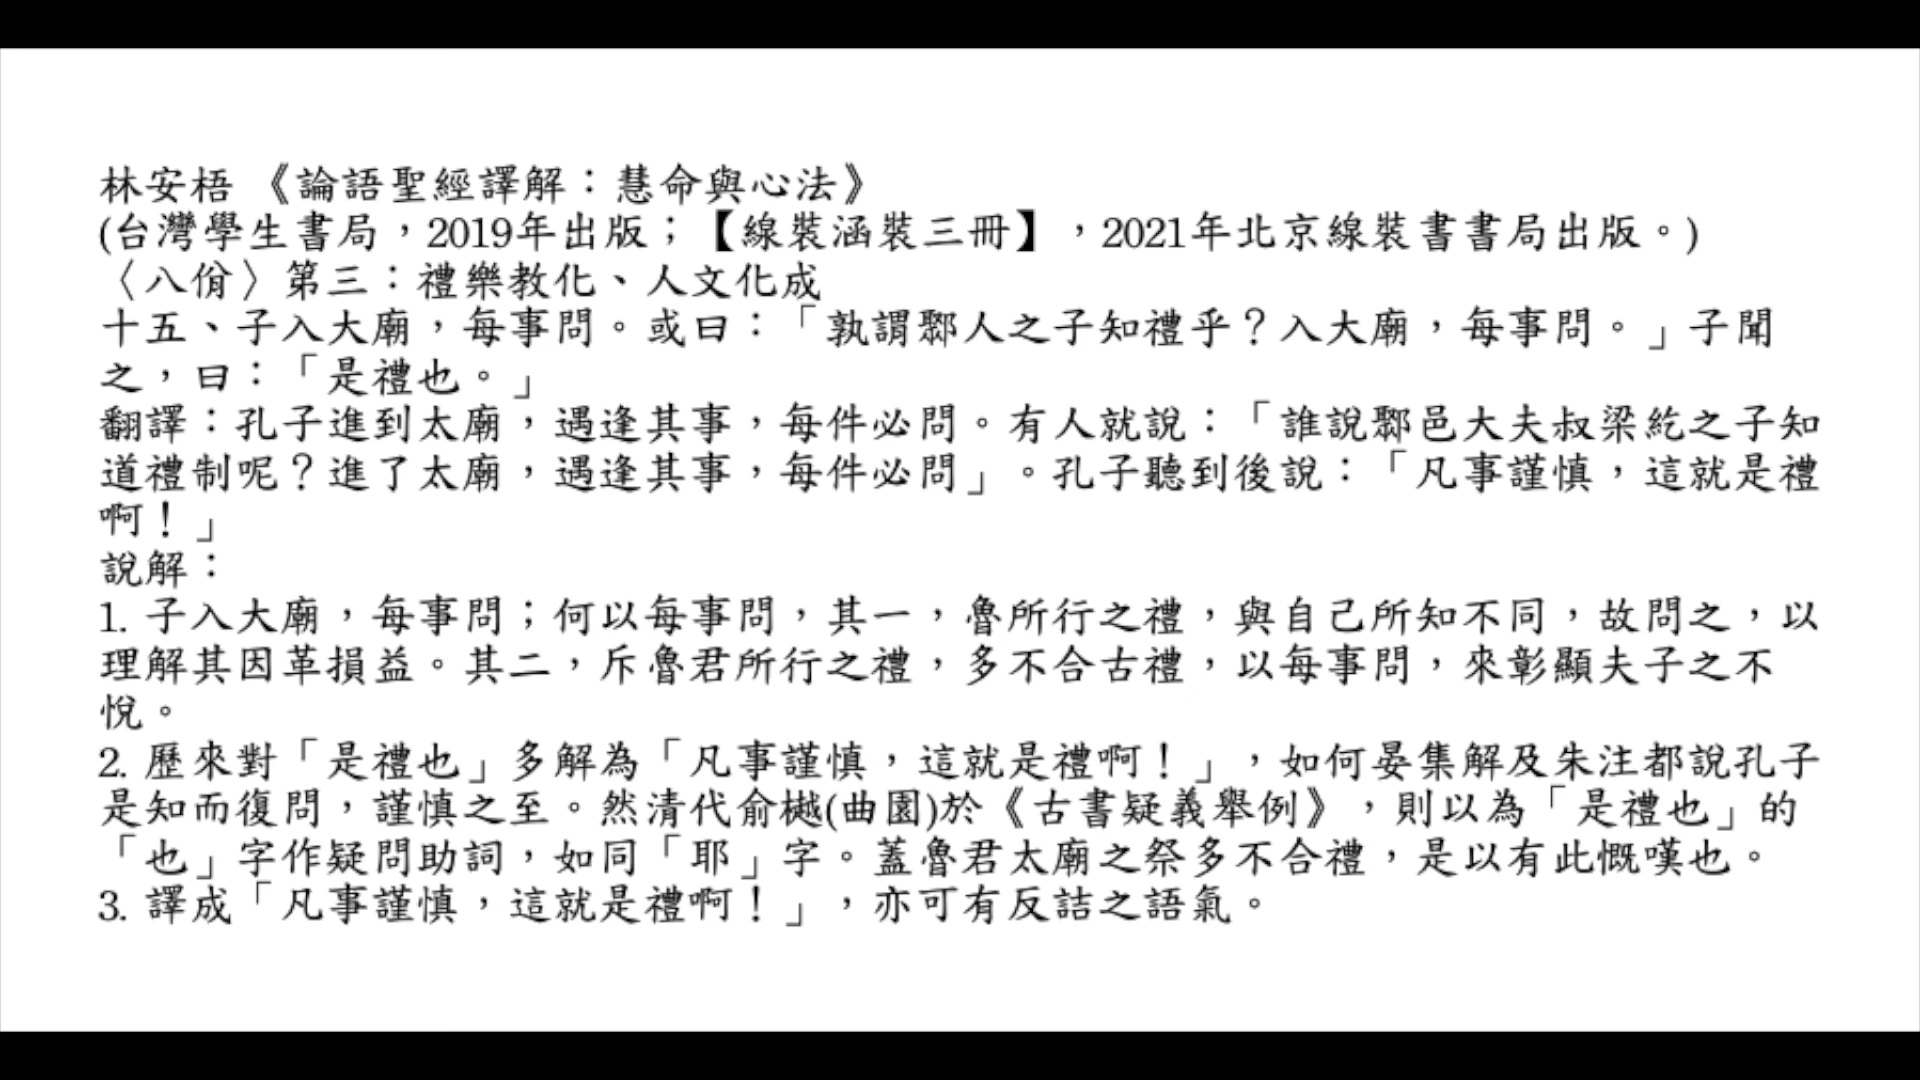 林安梧 《論語聖經譯解：慧命與心法》
(台灣學生書局，2019年出版；【線裝涵裝三冊】，2021年北京線裝書書局出版。)
〈八佾〉第三：禮樂教化、人文化成
十五、子入大廟，每事問。或曰：「孰謂鄹人之子知禮乎？入大廟，每事問。」子聞
之，曰：「是禮也。」
翻譯：孔子進到太廟，遇逢其事，每件必問。有人就說：「誰說鄹邑大夫叔梁紇之子知
道禮制呢？進了太廟，遇逢其事，每件必問」。孔子聽到後說：「凡事謹慎，這就是禮
啊！」
說解：
1. 子入大廟，每事問；何以每事問，其一，魯所行之禮，與自己所知不同，故問之，以
理解其因革損益。其二，斥魯君所行之禮，多不合古禮，以每事問，來彰顯夫子之不
悅。
2. 歷來對「是禮也」多解為「凡事謹慎，這就是禮啊！」，如何晏集解及朱注都說孔子
是知而復問，謹慎之至。然清代俞樾(曲園)於《古書疑義舉例》，則以為「是禮也」的
「也」字作疑問助詞，如同「耶」字。蓋魯君太廟之祭多不合禮，是以有此慨嘆也。
3. 譯成「凡事謹慎，這就是禮啊！」，亦可有反詰之語氣。